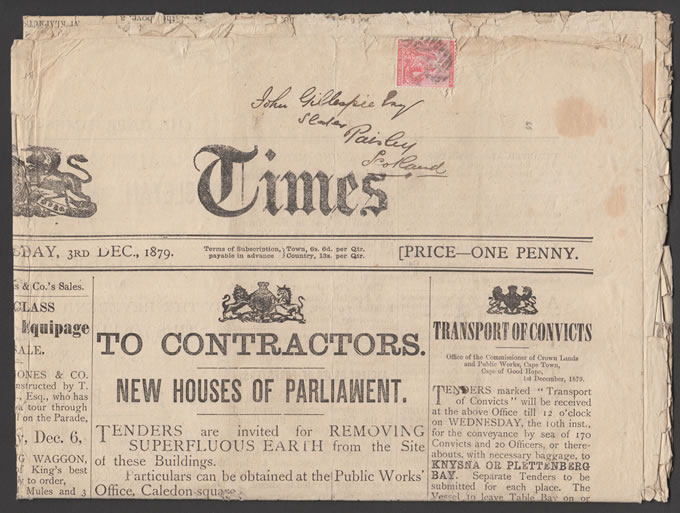 John Gillespie Esq
Slater
Paisley
Scotland
Times
SDAY, 3RD DEC., 1879.
Terms of Subscription, payable in advance
Town, 6s. 6d. per Qtr.
Country, 13s. per Qtr.
[PRICE—ONE PENNY.
s & Co.'s Sales.
CLASS
Equipage
ALE.
ONES & CO.
nstructed by T.
., Esq., who has
a tour through
on the Parade,
y, Dec. 6,
G WAGGON,
of King's best
y to order,
Mules and 3
TO CONTRACTORS.
NEW HOUSES OF PARLIAMENT.
TENDERS are invited for REMOVING
SUPERFLUOUS EARTH from the Site
of these Buildings.
Particulars can be obtained at the Public Works'
Office, Caledon-square
TRANSPORT OF CONVICTS
Office of the Commissioner of Crown Lands
and Public Works, Cape Town,
Cape of Good Hope,
1st December, 1879.
TENDERS marked "Transport
of Convicts" will be received
at the above Office till 12 o'clock
on WEDNESDAY, the 10th inst.,
for the conveyance by sea of 170
Convicts and 20 Officers, or there-
abouts, with necessary baggage, to
KNYSNA OR PLETTENBERG
BAY. Separate Tenders to be
submitted for each place. The
Vessel to leave Table Bay on or